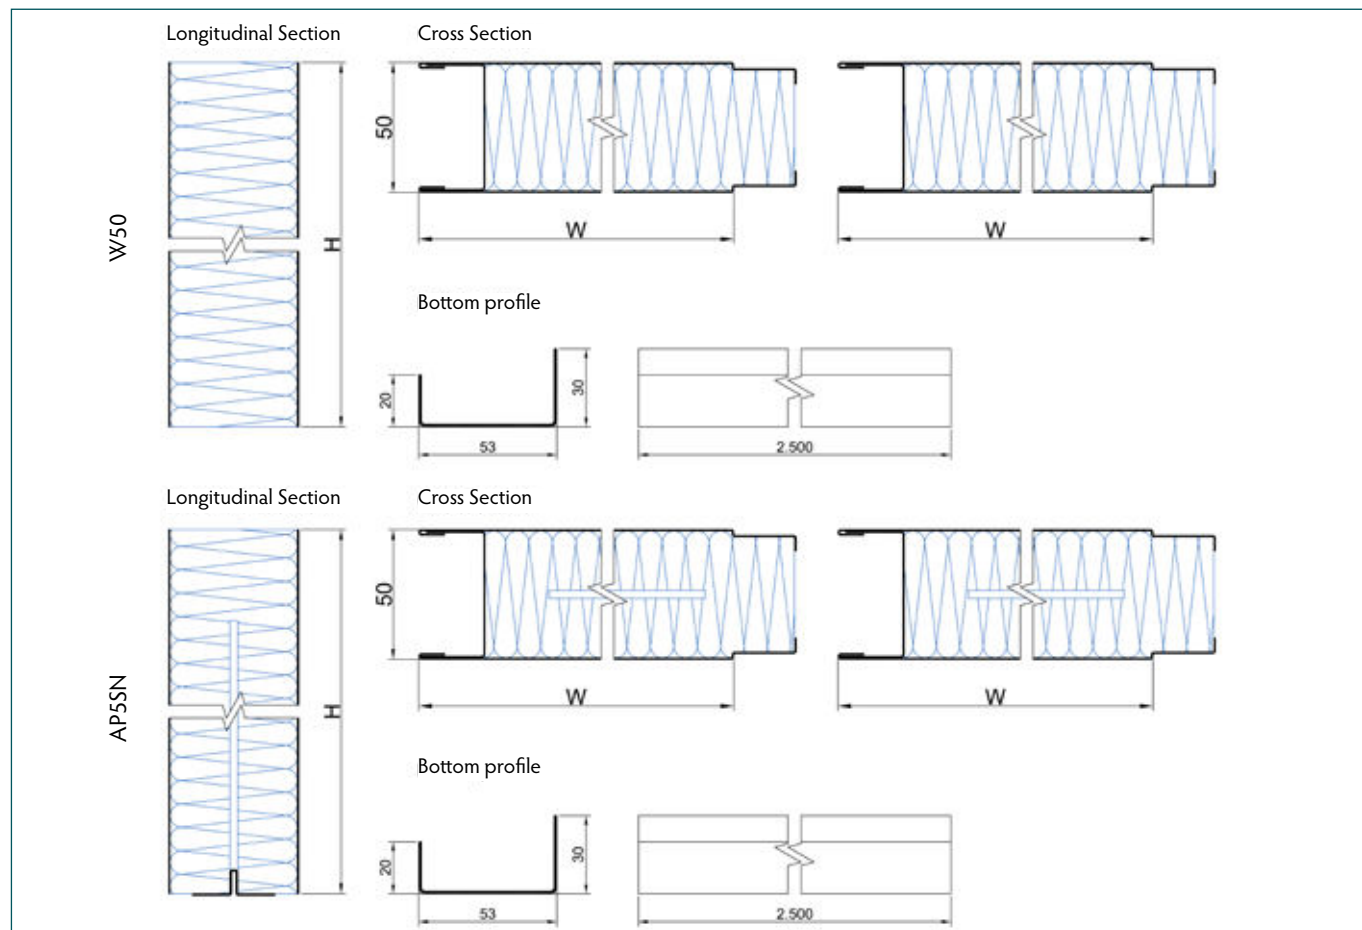 Longitudinal Section
Cross Section
W50
H
50
W
W
Bottom profile
20
30
53
2.500
Longitudinal Section
Cross Section
AP5SN
H
50
W
W
Bottom profile
20
30
53
2.500